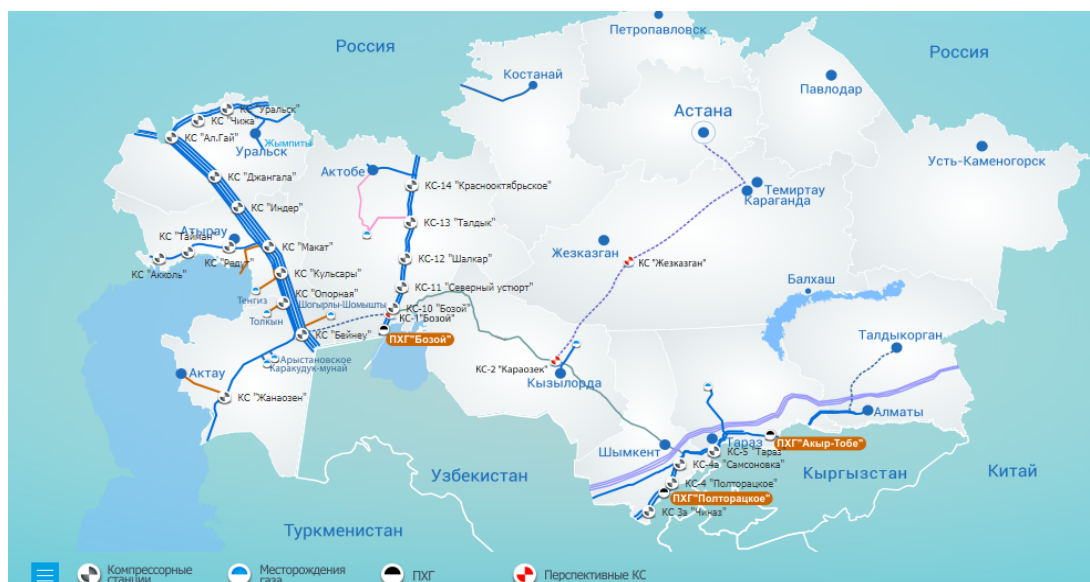 Петропавловск
Россия
Россия
Костанай
Павлодар
Астана
КС "Уральск"
КС "Чижа"
КС "Ал.Гай"
Жымпиты
Уральск
Усть-Каменогорск
Актобе
КС "Джангала"
КС-14 "Краснооктябрьское"
Темиртау
Караганда
КС "Индер"
КС-13 "Талдык"
Атырау
КС "Тайман"
КС "Макат"
Жезказган
КС "Редут"
КС "Акколь"
КС-12 "Шалкар"
КС "Жезказган"
КС "Кульсары"
Балхаш
КС-11 "Северный устюрт"
КС "Опорная"
Тенгиз
Шогырлы-Шомышты
КС-10 "Бозой"
Толкын
КС-1"Бозой"
КС "Бейнеу"
ПХГ"Бозой"
Талдыкорган
Арыстановское
Каракудук-мунай
КС-2 "Караозек"
Актау
Кызылорда
КС "Жанаозен"
Алматы
Тараз
ПХГ"Акыр-Тобе"
Шымкент
КС-5 "Тараз
КС-4а "Самсоновка"
Узбекистан
Кыргызстан
Китай
КС-4 "Полторацкое"
ПХГ"Полторацкое"
КС 3а "Чиназ"
Туркменистан
Компрессорные
станции
Месторождения
газа
ПХГ
Перспективные КС